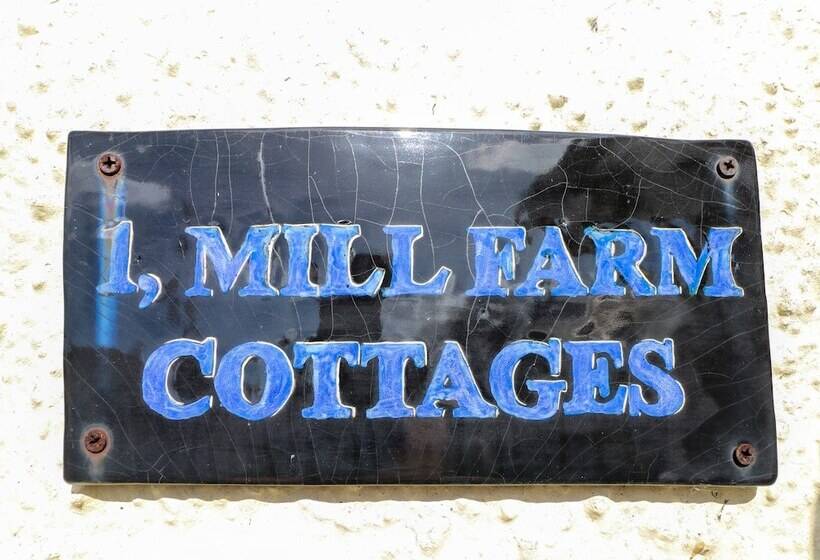 1, MILL FARM
COTTAGES